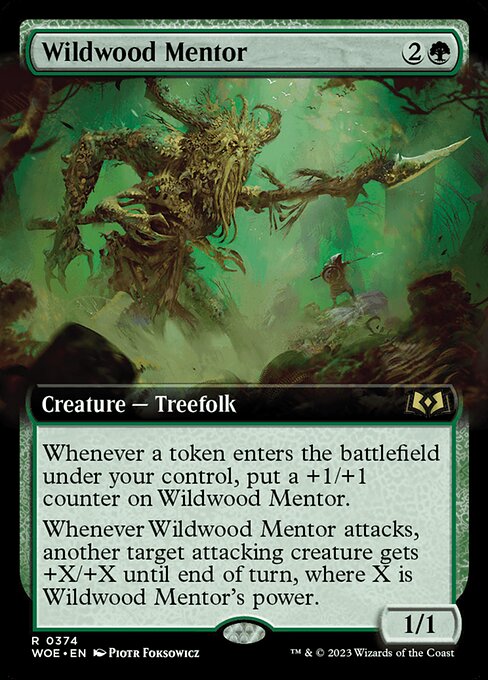 Wildwood Mentor 2
Creature — Treefolk
Whenever a token enters the battlefield
under your control, put a +1/+1
counter on Wildwood Mentor.
Whenever Wildwood Mentor attacks,
another target attacking creature gets
+X/+X until end of turn, where X is
Wildwood Mentor's power.
1/1
R 0374
WOE • EN Piotr Foksowicz
™ & © 2023 Wizards of the Coast